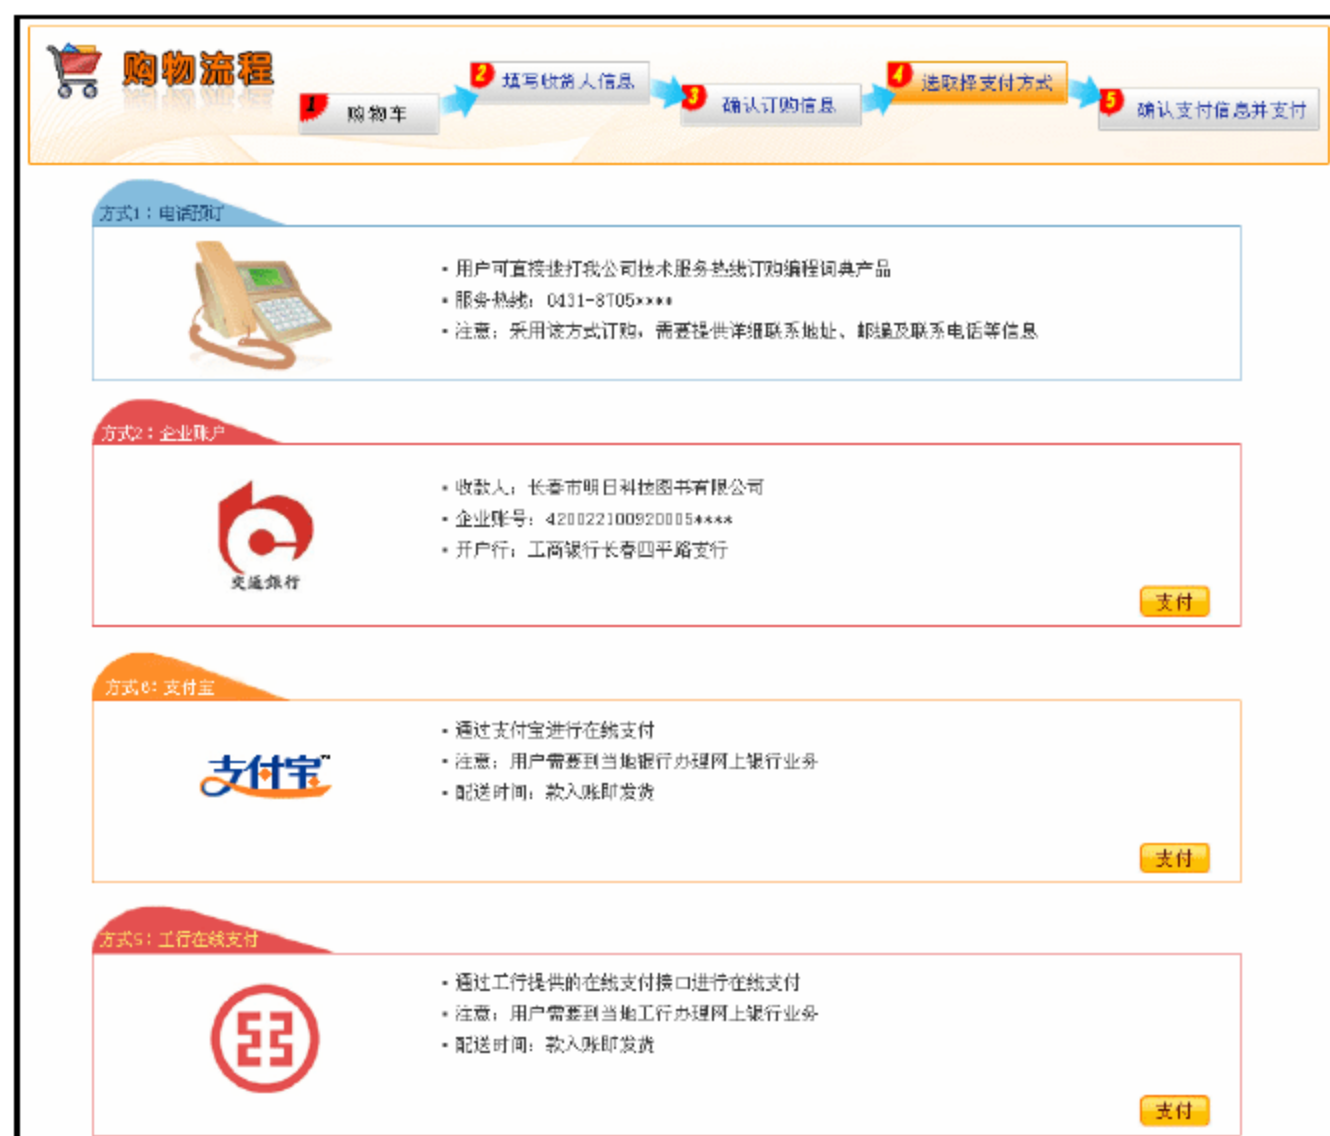 购物流程
1 购物车
2 填写收货人信息
3 确认订购信息
4 选取择支付方式
5 确认支付信息并支付
方式1：电话预订
• 用户可直接拨打我公司技术服务热线订购编程词典产品
• 服务热线：0431-8705****
• 注意：采用该方式订购，需要提供详细联系地址、邮编及联系电话等信息
方式2：企业账户
交通銀行
• 收款人：长春市明日科技图书有限公司
• 企业账号：420022100920005****
• 开户行：工商银行长春四平路支行
支付
方式6：支付宝
支付宝™
• 通过支付宝进行在线支付
• 注意：用户需要到当地银行办理网上银行业务
• 配送时间：款入账即发货
支付
方式5：工行在线支付
• 通过工行提供的在线支付接口进行在线支付
• 注意：用户需要到当地工行办理网上银行业务
• 配送时间：款入账即发货
支付